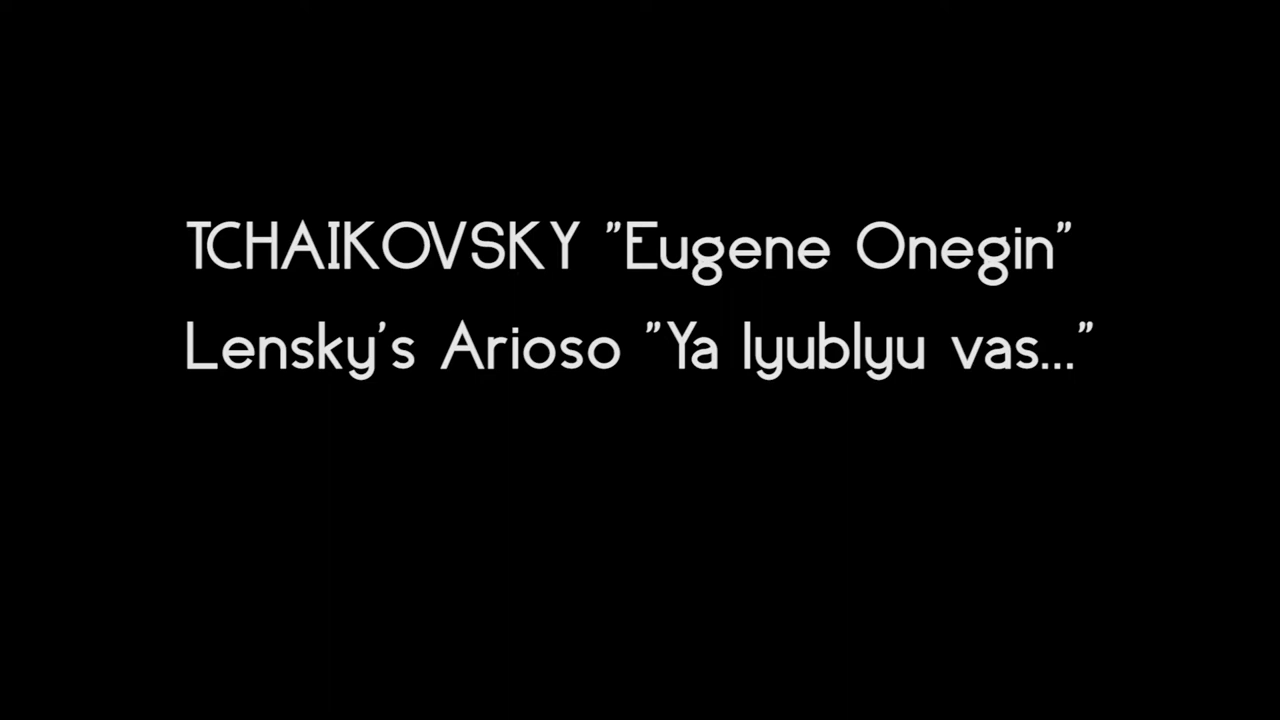 TCHAIKOVSKY "Eugene Onegin"
Lensky's Arioso "Ya lyublyu vas..."